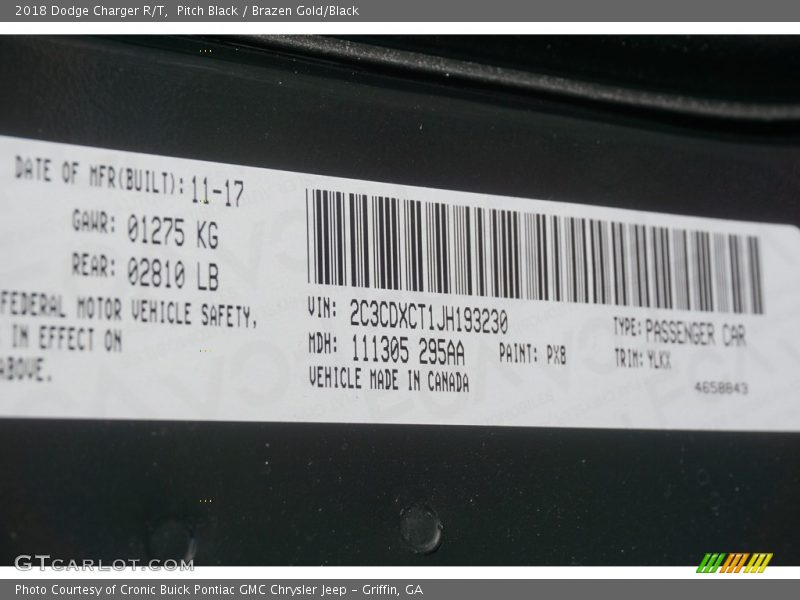 2018 Dodge Charger R/T, Pitch Black / Brazen Gold/Black
DATE OF MFR(BUILT): 11-17
GAWR: 01275 KG
REAR: 02810 LB
FEDERAL MOTOR VEHICLE SAFETY,
IN EFFECT ON
ABOVE.
VIN: 2C3CDXCT1JH193230
MDH: 111305 295AA PAINT: PX8
VEHICLE MADE IN CANADA
TYPE: PASSENGER CAR
TRIM: YLKX
4658843
GTCARLOT.COM
Photo Courtesy of Cronic Buick Pontiac GMC Chrysler Jeep - Griffin, GA